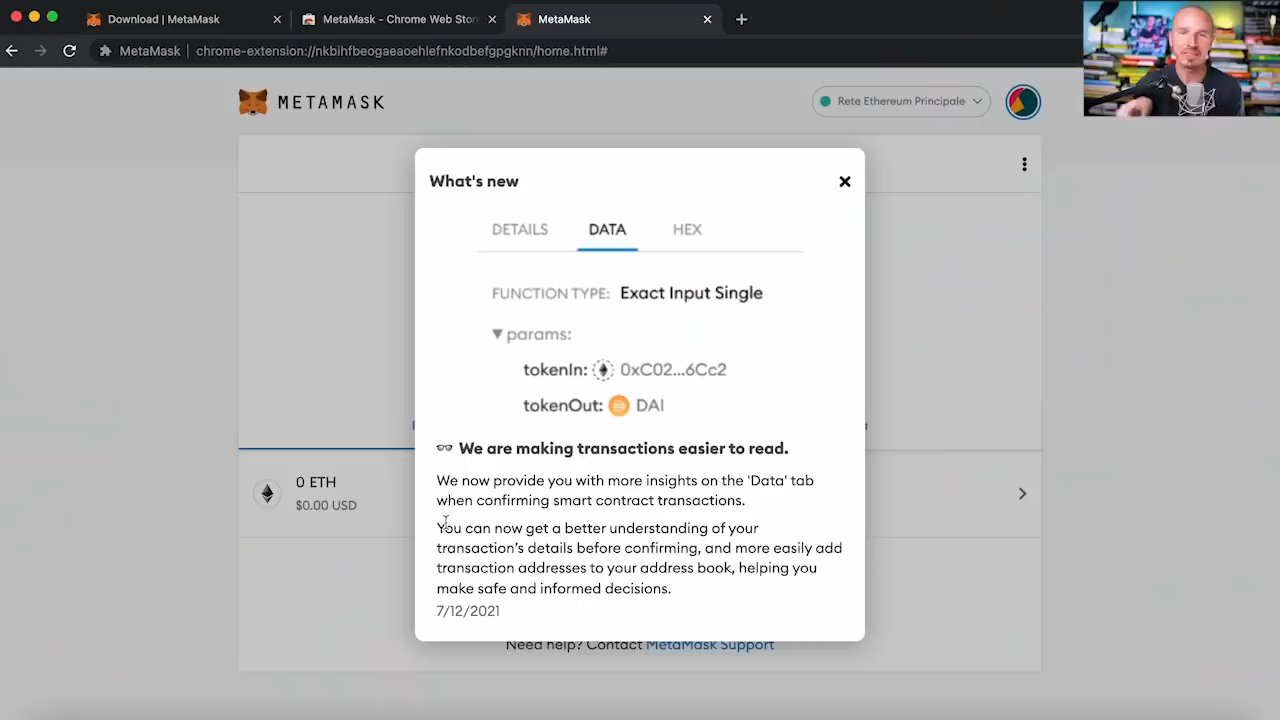 Download | MetaMask
MetaMask - Chrome Web Stor
MetaMask
MetaMask
chrome-extension://nkbihfbeogaeaoehlefnkodbefgpgknn/home.html#
METAMASK
Rete Ethereum Principale
What's new
DETAILS
DATA
HEX
FUNCTION TYPE: Exact Input Single
params:
tokenIn: 0xC02...6Cc2
tokenOut: DAI
We are making transactions easier to read.
We now provide you with more insights on the 'Data' tab
when confirming smart contract transactions.
You can now get a better understanding of your
transaction's details before confirming, and more easily add
transaction addresses to your address book, helping you
make safe and informed decisions.
7/12/2021
0 ETH
$0.00 USD
Need help? Contact MetaMask Support